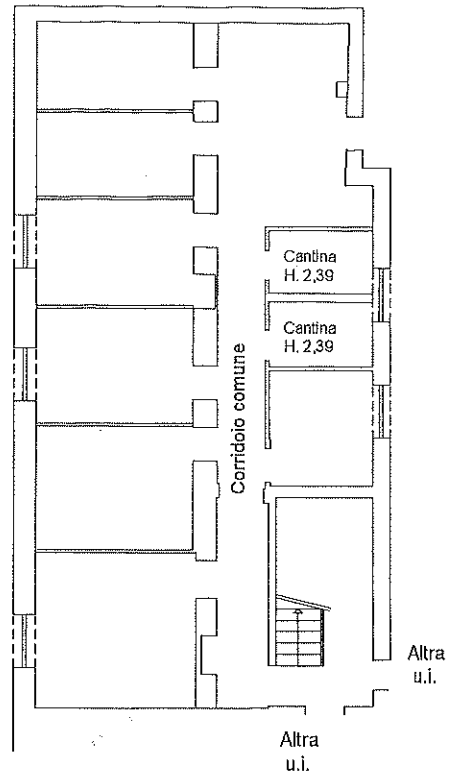 Cantina
H. 2,39
Cantina
H. 2,39
Corridoio comune
Altra
u.i.
Altra
u.i.